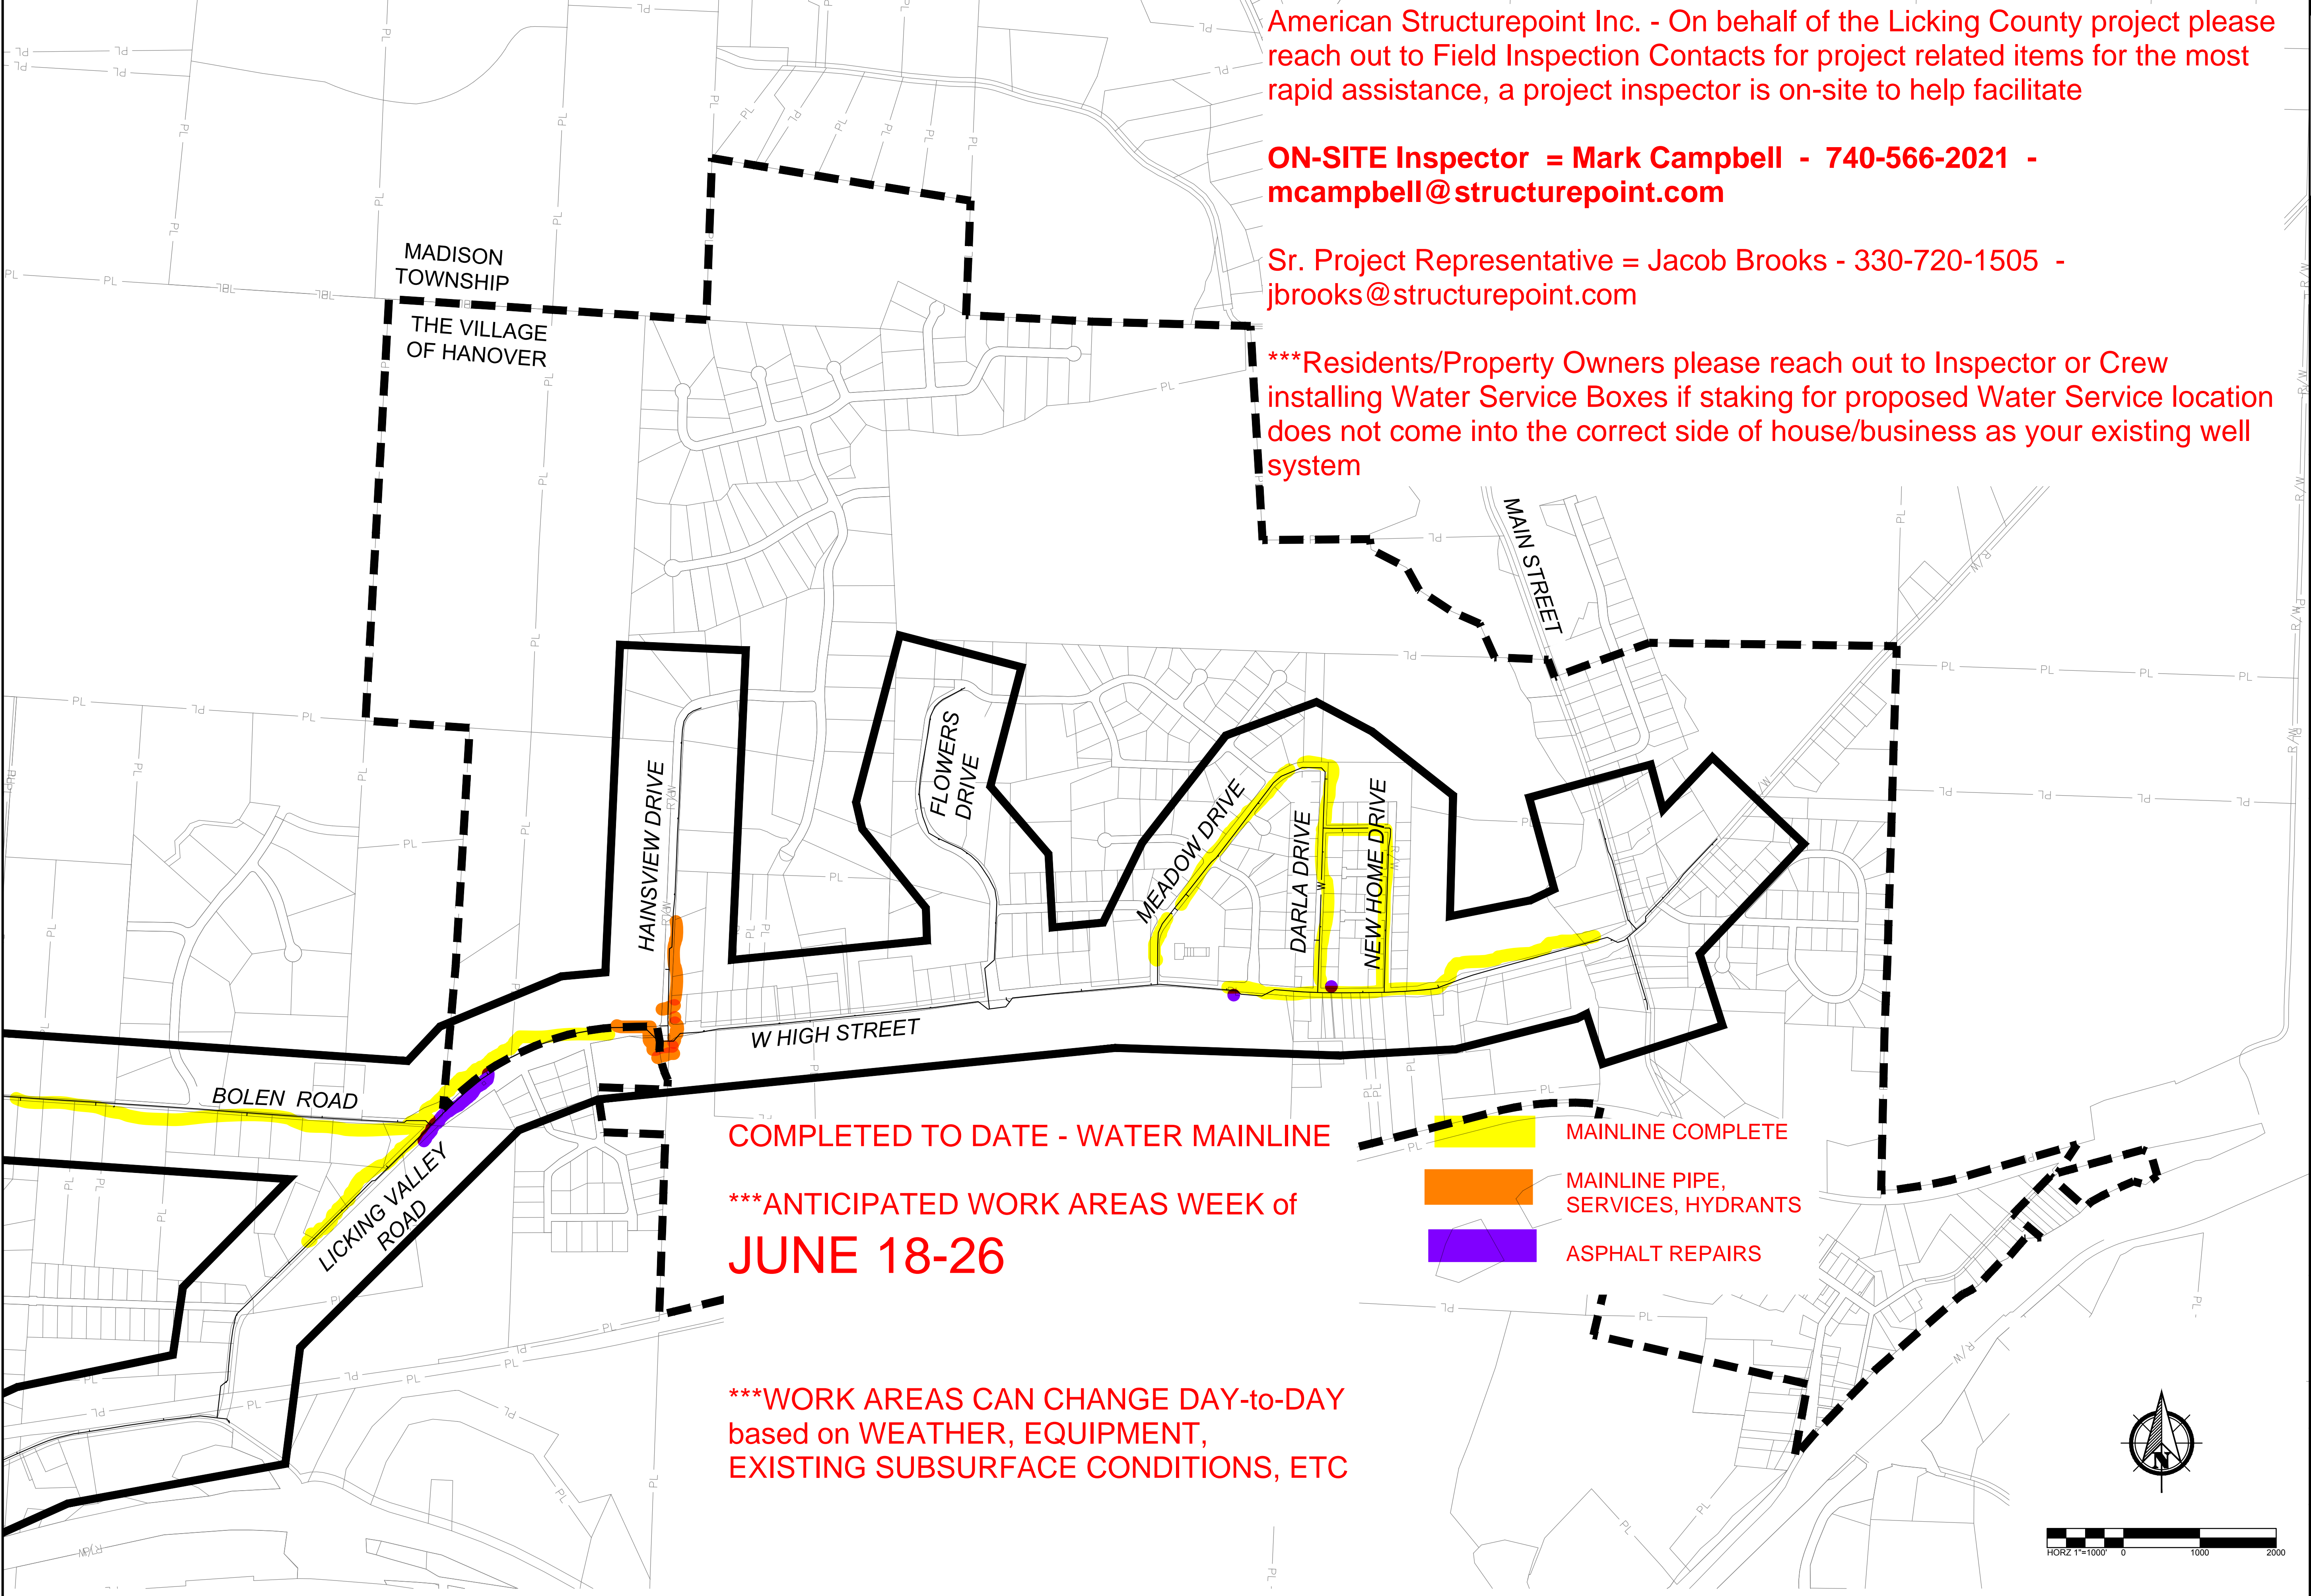 American Structurepoint Inc. - On behalf of the Licking County project please
reach out to Field Inspection Contacts for project related items for the most
rapid assistance, a project inspector is on-site to help facilitate
ON-SITE Inspector = Mark Campbell - 740-566-2021 -
mcampbell@structurepoint.com
Sr. Project Representative = Jacob Brooks - 330-720-1505 -
jbrooks@structurepoint.com
***Residents/Property Owners please reach out to Inspector or Crew
installing Water Service Boxes if staking for proposed Water Service location
does not come into the correct side of house/business as your existing well
system
MADISON
TOWNSHIP
THE VILLAGE
OF HANOVER
MAIN STREET
HAINSVIEW DRIVE
FLOWERS
DRIVE
MEADOW DRIVE
DARLA DRIVE
NEW HOME DRIVE
W HIGH STREET
BOLEN ROAD
LICKING VALLEY
ROAD
COMPLETED TO DATE - WATER MAINLINE
***ANTICIPATED WORK AREAS WEEK of
JUNE 18-26
***WORK AREAS CAN CHANGE DAY-to-DAY
based on WEATHER, EQUIPMENT,
EXISTING SUBSURFACE CONDITIONS, ETC
MAINLINE COMPLETE
MAINLINE PIPE,
SERVICES, HYDRANTS
ASPHALT REPAIRS
N
HORZ 1"=1000' 0 1000 2000